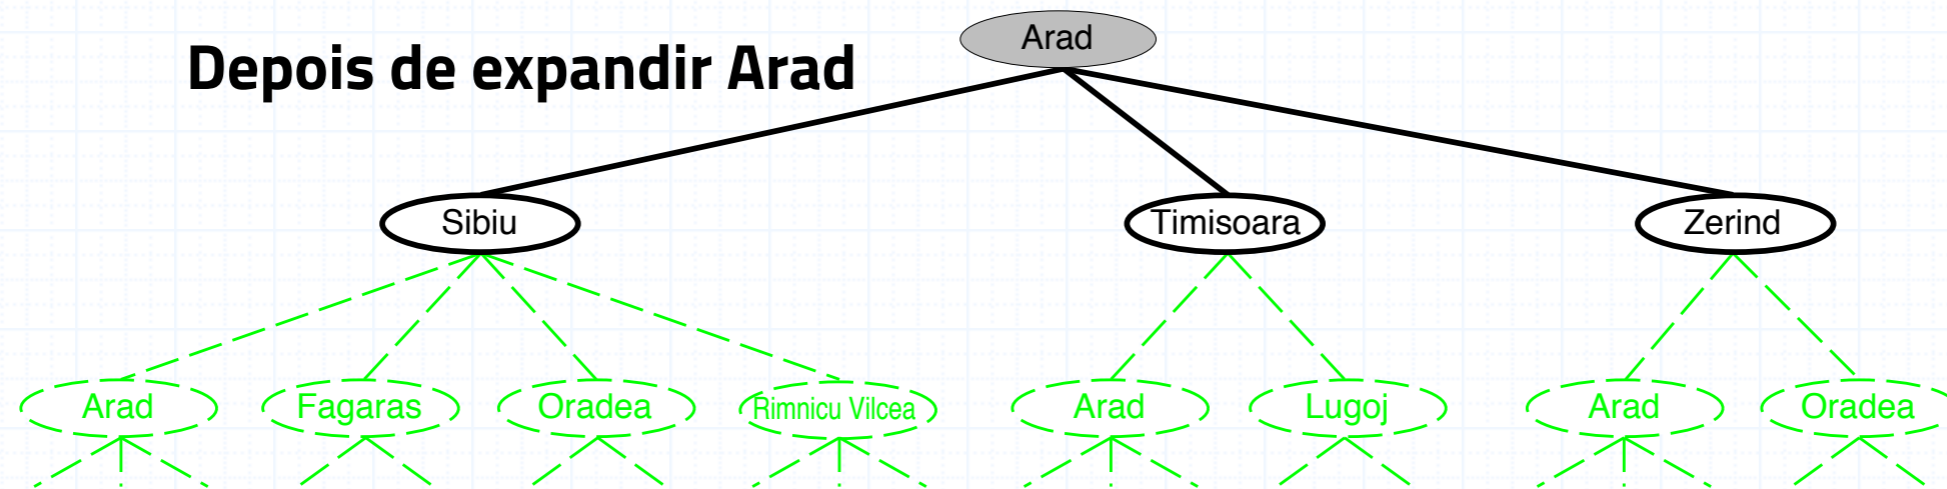 Depois de expandir Arad
Arad
Sibiu
Timisoara
Zerind
Arad
Fagaras
Oradea
Rimnicu Vilcea
Arad
Lugoj
Arad
Oradea